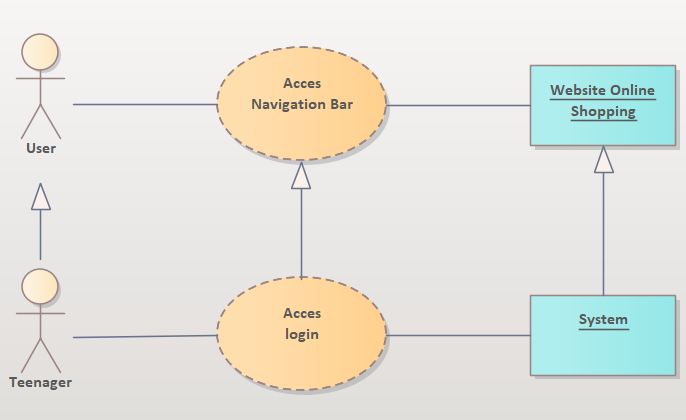 Acces
Navigation Bar
Website Online
Shopping
User
Acces
login
System
Teenager